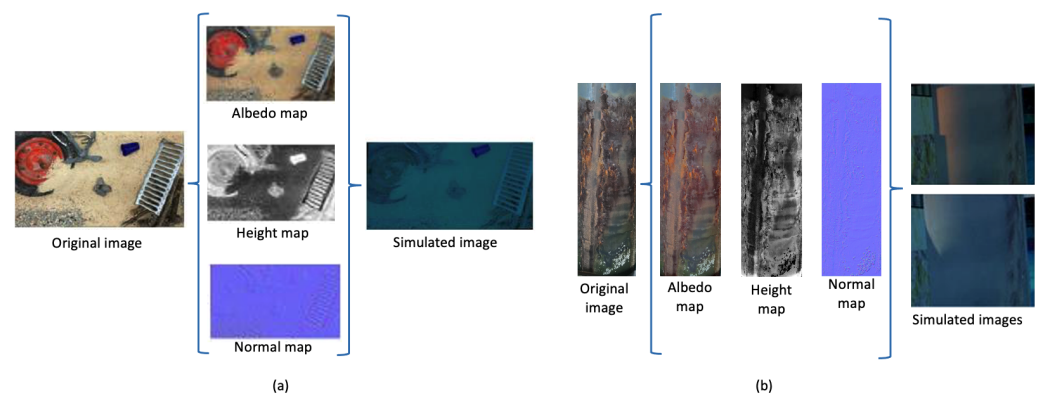 Albedo map
Original image
Height map
Simulated image
Normal map
(a)
Original
image
Albedo
map
Height
map
Normal
map
Simulated images
(b)